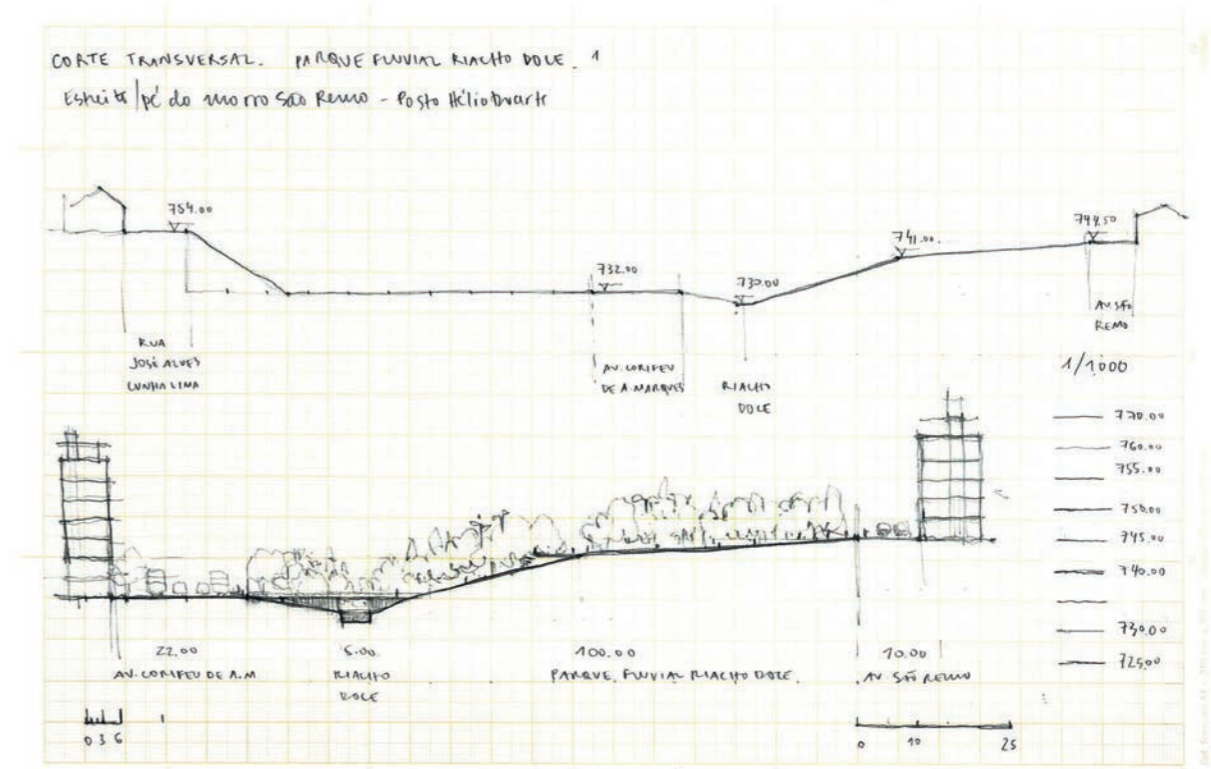 CORTE TRANSVERSAL. PARQUE FLUVIAL RIACHO DOCE. 1
Estreito/pé do morro São Remo - Posto Hélio Duarte
754.00
732.00
730.00
741.00.
744.50
RUA
JOSÉ ALVES
CUNHA LIMA
AV. CORIFEU
DE A. MARQUES
RIACHO
DOCE
AV. SÃO
REMO
1/1000
770.00
760.00
755.00
750.00
745.00
740.00
730.00
725.00
22.00
5.00.
100.00
10.00
AV. CORIFEU DE A.M
RIACHO
DOCE
PARQUE FLUVIAL RIACHO DOCE.
AV SÃO REMO
0 3 6
0 10 25